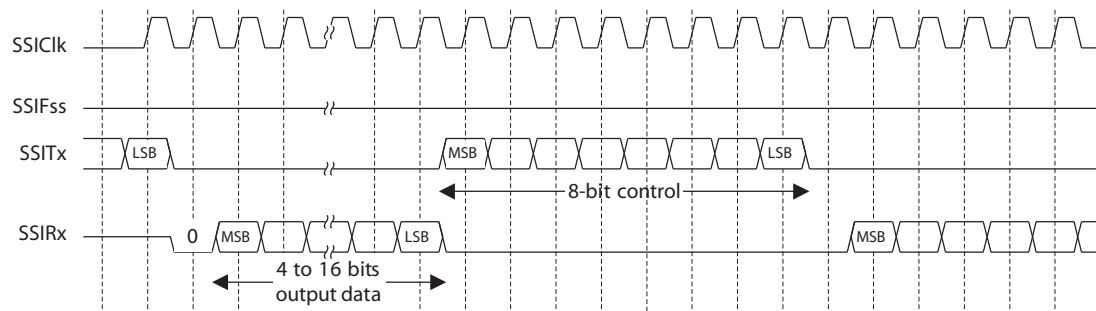 SSIClk
SSIFss
SSITx
LSB
MSB
LSB
8-bit control
SSIRx
0
MSB
LSB
MSB
4 to 16 bits
output data